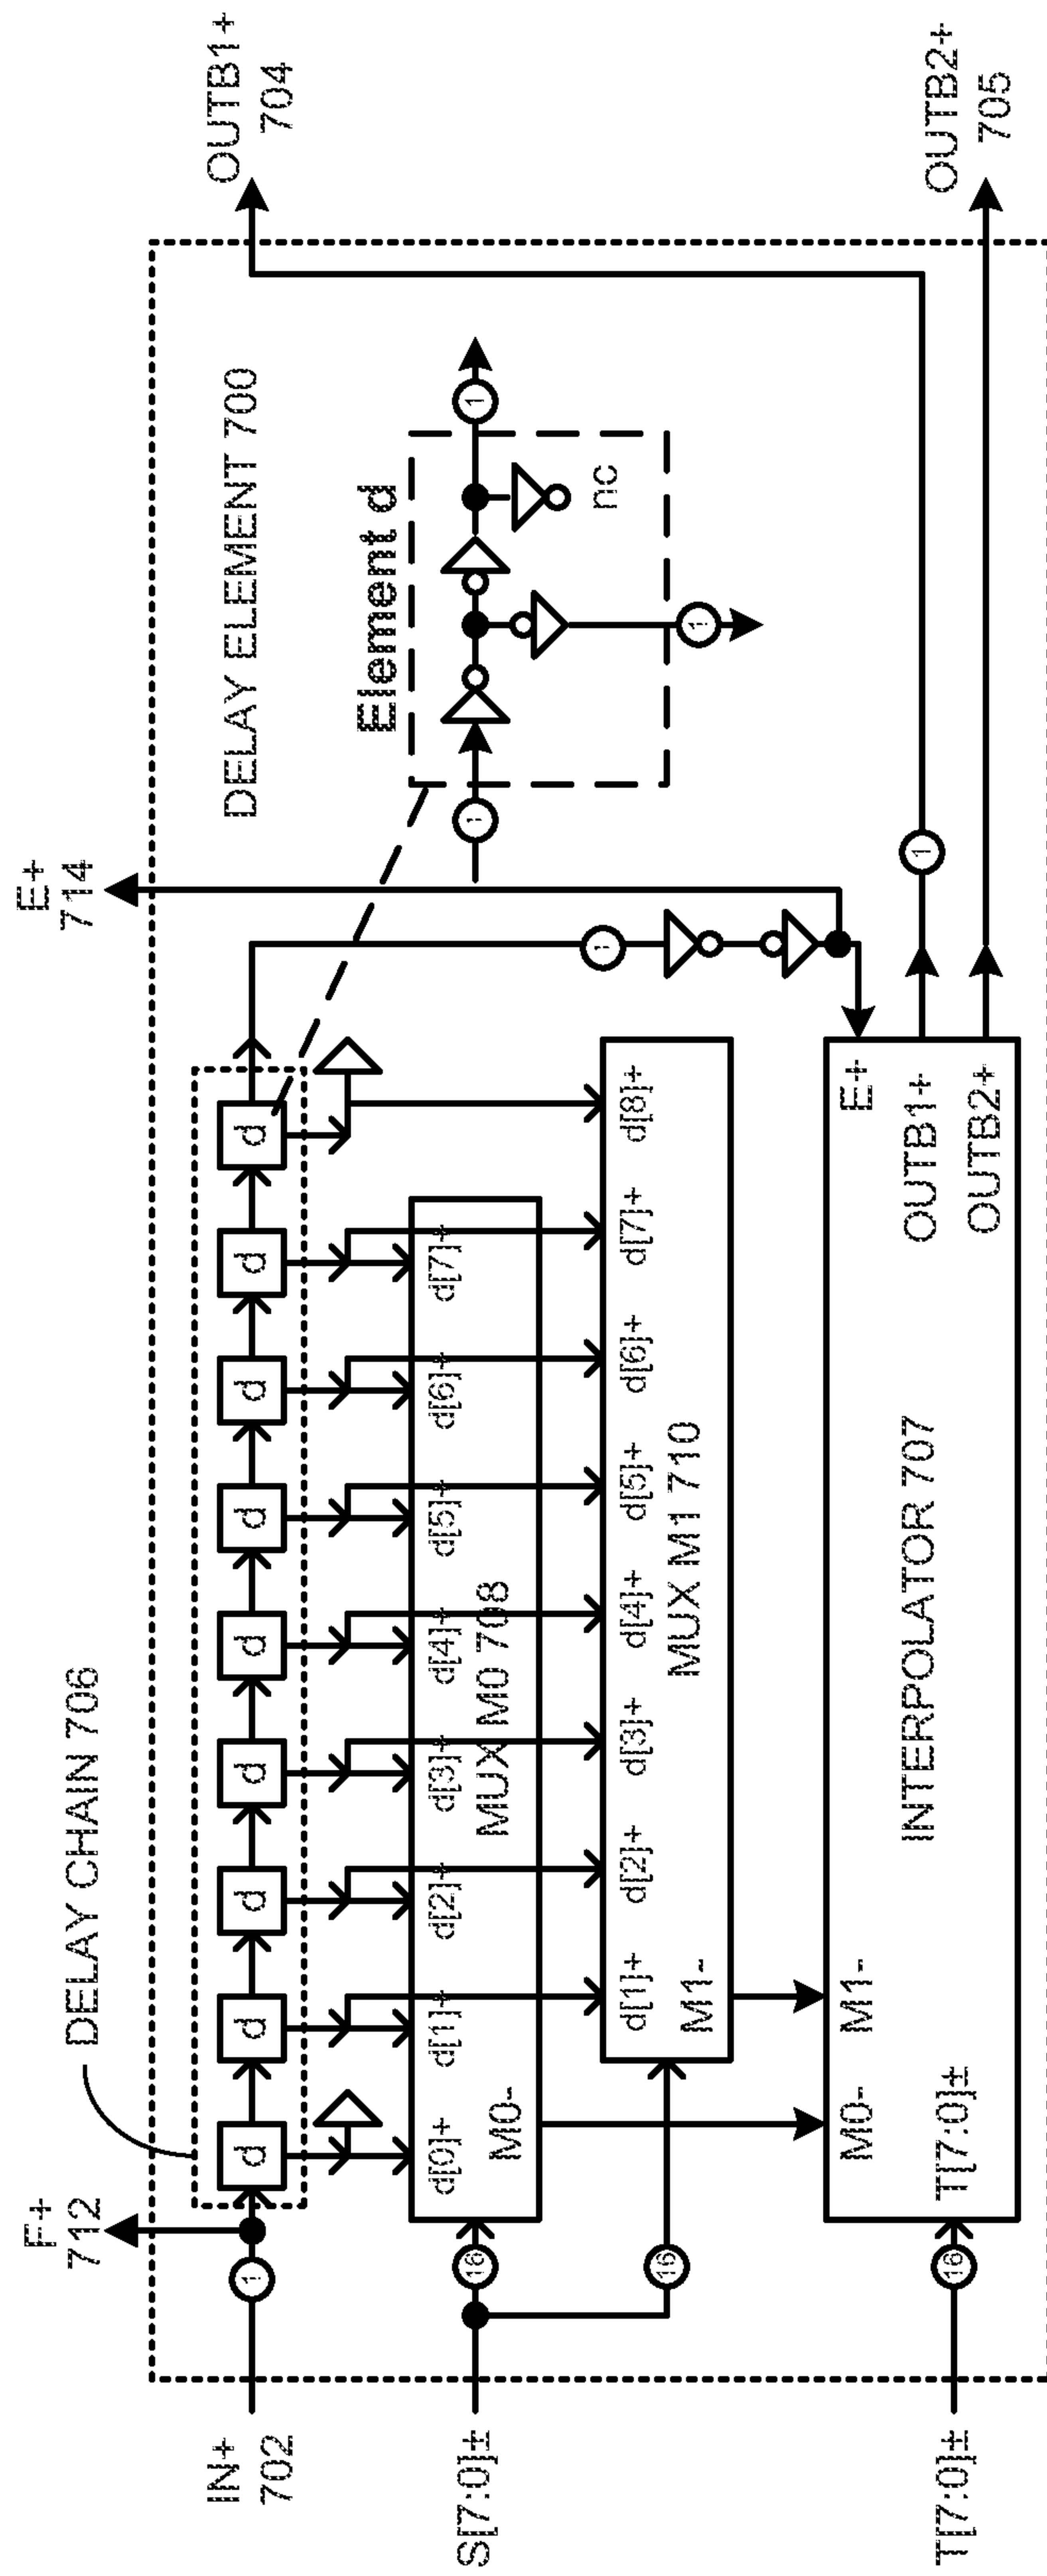 F+
712
E+
714
DELAY CHAIN 706
IN+
702
OUTB1+
704
DELAY ELEMENT 700
d
d
d
d
d
d
d
d
d
1
Element d
1
1
nc
1
S[7:0]±
16
d[0]+
d[1]+
d[2]+
d[3]+
d[4]+
d[5]+
d[6]+
d[7]+
M0-
MUX M0 708
1
16
d[1]+
d[2]+
d[3]+
d[4]+
d[5]+
d[6]+
d[7]+
d[8]+
M1-
MUX M1 710
M0-
M1-
E+
INTERPOLATOR 707
OUTB1+
1
OUTB2+
T[7:0]±
T[7:0]±
16
OUTB2+
705